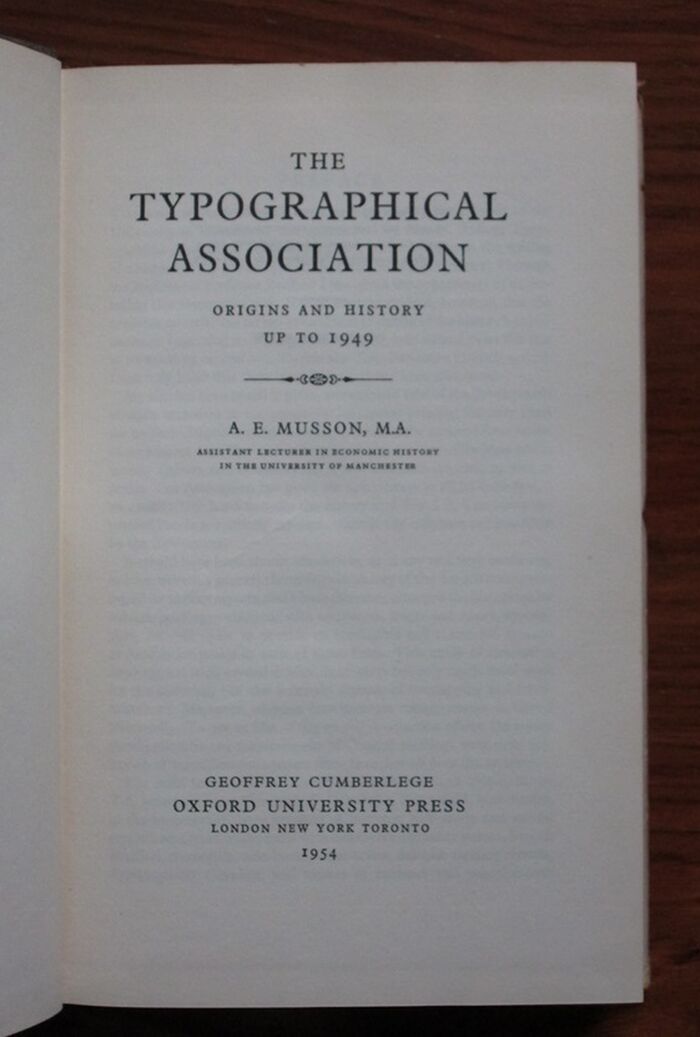 THE
TYPOGRAPHICAL
ASSOCIATION
ORIGINS AND HISTORY
UP TO 1949
A. E. MUSSON, M.A.
ASSISTANT LECTURER IN ECONOMIC HISTORY
IN THE UNIVERSITY OF MANCHESTER
GEOFFREY CUMBERLEGE
OXFORD UNIVERSITY PRESS
LONDON NEW YORK TORONTO
1954